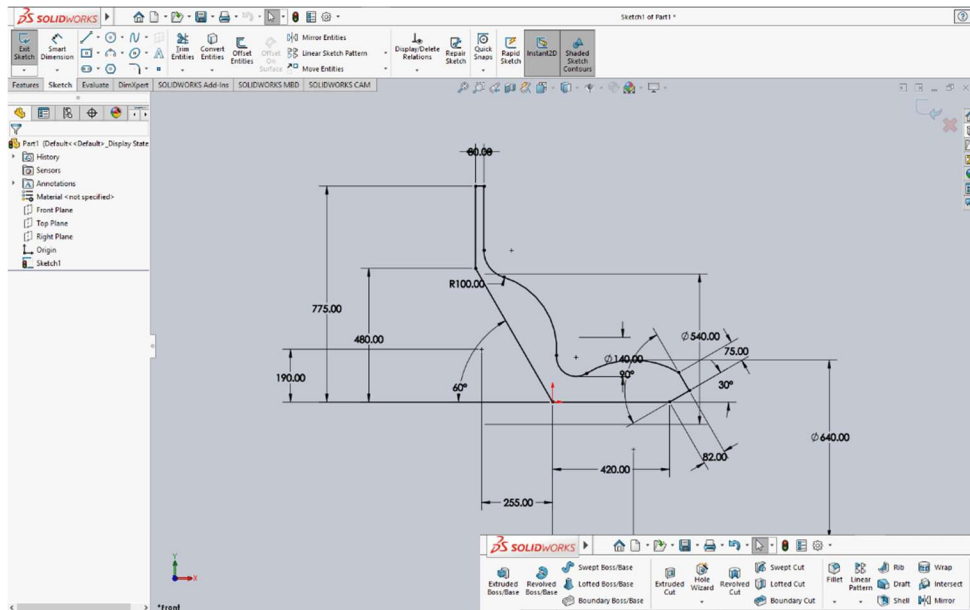 3S SOLIDWORKS
Sketch1 of Part1 *
Exit Sketch
Smart Dimension
Trim Entities
Convert Entities
Offset Entities
Offset On Surface
Mirror Entities
Linear Sketch Pattern
Move Entities
Display/Delete Relations
Repair Sketch
Quick Snaps
Rapid Sketch
Instant2D
Shaded Sketch Contours
Features Sketch Evaluate DimXpert SOLIDWORKS Add-Ins SOLIDWORKS MBD SOLIDWORKS CAM
Part1 (Default<<Default>_Display State
History
Sensors
Annotations
Material <not specified>
Front Plane
Top Plane
Right Plane
Origin
Sketch1
R100.00
775.00
480.00
190.00
60°
Ø540.00
Ø140.00
90°
75.00
30°
Ø640.00
82.00
420.00
255.00
Y
X
*Front
3S SOLIDWORKS
Extruded Boss/Base
Revolved Boss/Base
Swept Boss/Base
Lofted Boss/Base
Boundary Boss/Base
Extruded Cut
Hole Wizard
Revolved Cut
Swept Cut
Lofted Cut
Boundary Cut
Fillet
Linear Pattern
Rib
Draft
Shell
Wrap
Intersect
Mirror